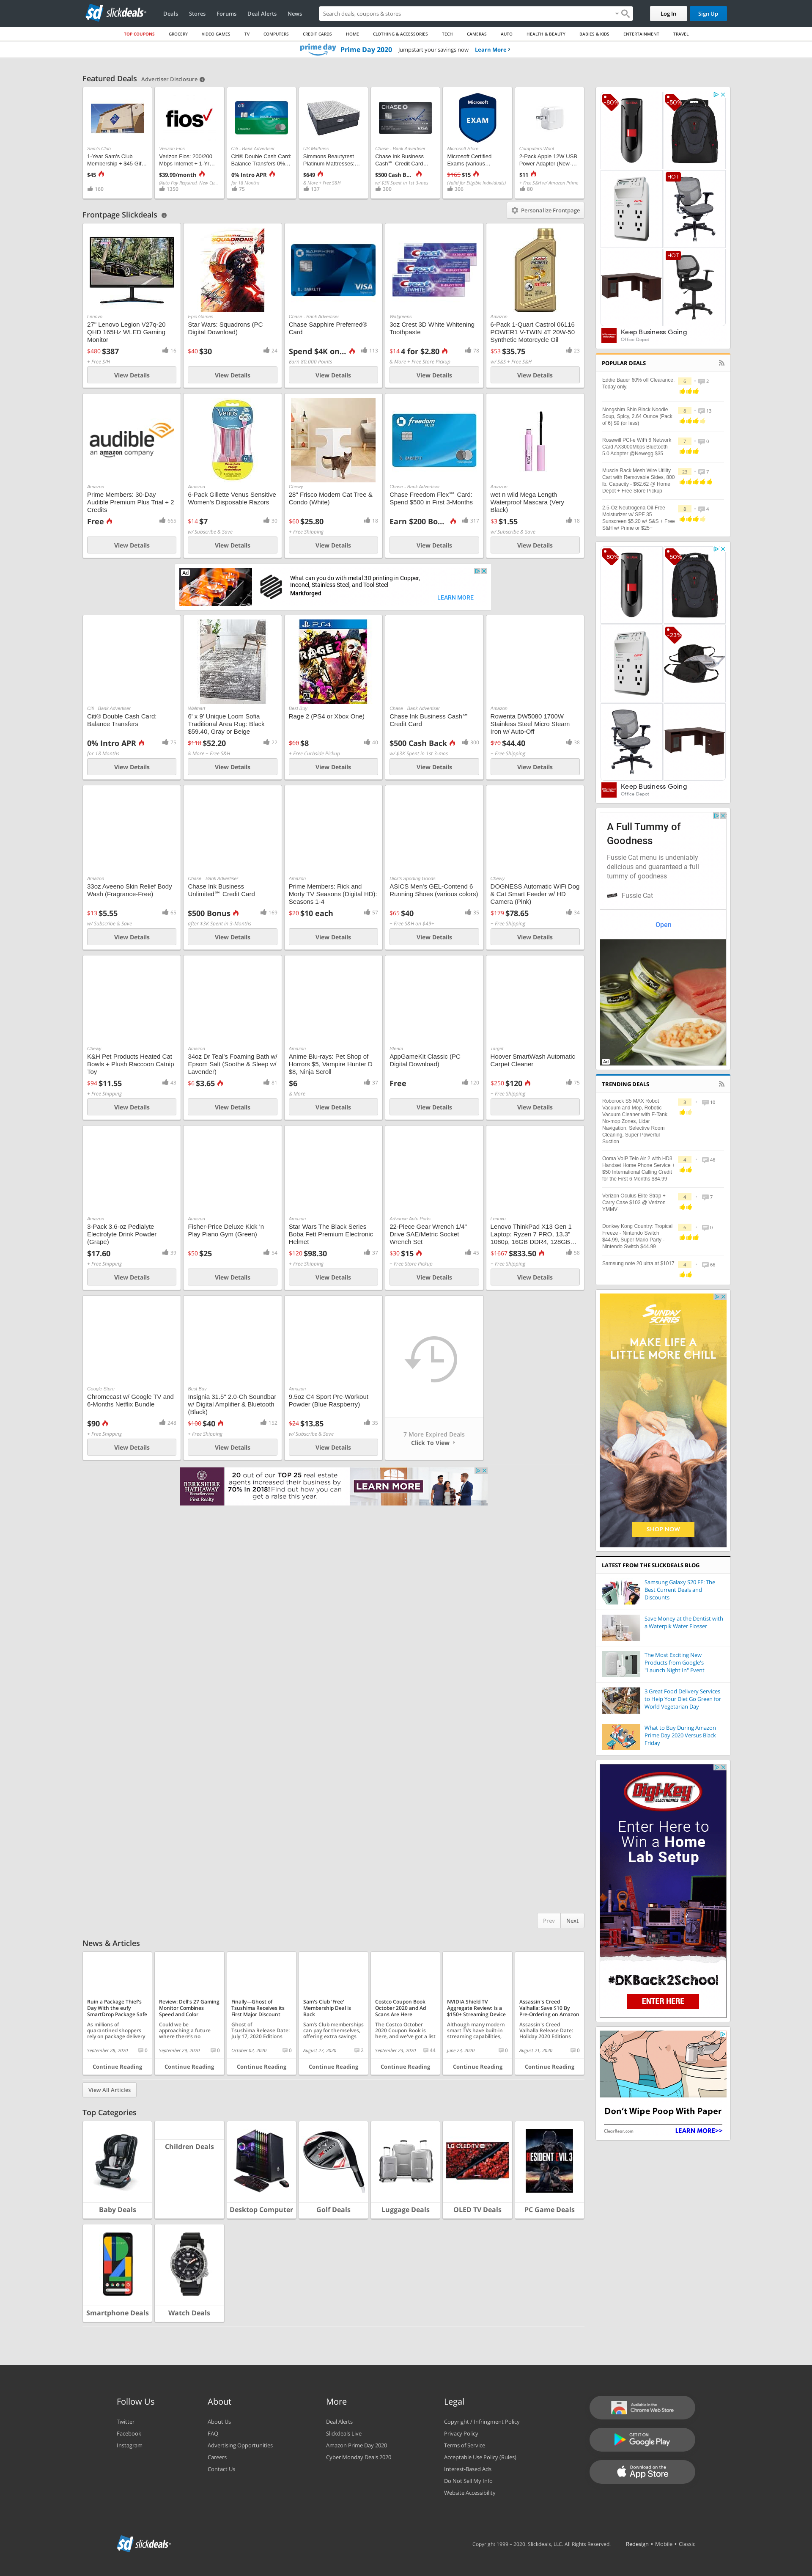 sd slickdeals
Deals Stores Forums Deal Alerts News
Search deals, coupons & stores
Log In Sign Up
TOP COUPONS GROCERY VIDEO GAMES TV COMPUTERS CREDIT CARDS HOME CLOTHING & ACCESSORIES TECH CAMERAS AUTO HEALTH & BEAUTY BABIES & KIDS ENTERTAINMENT TRAVEL
prime day Prime Day 2020 Jumpstart your savings now Learn More
Featured Deals Advertiser Disclosure
Sam's Club
1-Year Sam's Club
Membership + $45 Gif...
$45
160
Verizon Fios
Verizon Fios: 200/200
Mbps Internet + 1-Yr...
$39.99/month
(Auto Pay Required, New Cu...
1350
Citi - Bank Advertiser
Citi® Double Cash Card:
Balance Transfers 0%...
0% Intro APR
for 18 Months
75
US Mattress
Simmons Beautyrest
Platinum Mattresses:...
$649
& More + Free S&H
137
Chase - Bank Advertiser
Chase Ink Business
Cash℠ Credit Card...
$500 Cash B...
w/ $3K Spent in 1st 3-mos
300
Microsoft Store
Microsoft Certified
Exams (various...
$165 $15
(Valid for Eligible Individuals)
306
Computers West
2-Pack Apple 12W USB
Power Adapter (New-...
$11
+ Free S&H w/ Amazon Prime
80
Frontpage Slickdeals
Personalize Frontpage
Lenovo
27" Lenovo Legion Y27q-20
QHD 165Hz WLED Gaming
Monitor
$480 $387
16
+ Free S/H
View Details
Epic Games
Star Wars: Squadrons (PC
Digital Download)
$40 $30
24
View Details
Chase - Bank Advertiser
Chase Sapphire Preferred®
Card
Spend $4K on...
113
Earn 80,000 Points
View Details
Walgreens
3oz Crest 3D White Whitening
Toothpaste
$14 4 for $2.80
76
& More + Free Store Pickup
View Details
Amazon
6-Pack 1-Quart Castrol 06116
POWER1 V-TWIN 4T 20W-50
Synthetic Motorcycle Oil
$53 $35.75
23
w/ S&S + Free S&H
View Details
audible
an amazon company
Amazon
Prime Members: 30-Day
Audible Premium Plus Trial + 2
Credits
Free
665
View Details
Amazon
6-Pack Gillette Venus Sensitive
Women's Disposable Razors
$14 $7
30
w/ Subscribe & Save
View Details
Chewy
28" Frisco Modern Cat Tree &
Condo (White)
$60 $25.80
18
+ Free Shipping
View Details
Chase - Bank Advertiser
Chase Freedom Flex℠ Card:
Spend $500 in First 3-Months
Earn $200 Bo...
317
View Details
Amazon
wet n wild Mega Length
Waterproof Mascara (Very
Black)
$3 $1.55
18
w/ Subscribe & Save
View Details
Ad
What can you do with metal 3D printing in Copper,
Inconel, Stainless Steel, and Tool Steel
Markforged
LEARN MORE
Citi - Bank Advertiser
Citi® Double Cash Card:
Balance Transfers
0% Intro APR
75
for 18 Months
View Details
Walmart
6' x 9' Unique Loom Sofia
Traditional Area Rug: Black
$59.40, Gray or Beige
$118 $52.20
22
& More + Free S&H
View Details
Best Buy
Rage 2 (PS4 or Xbox One)
$60 $8
40
+ Free Curbside Pickup
View Details
Chase - Bank Advertiser
Chase Ink Business Cash℠
Credit Card
$500 Cash Back
300
w/ $3K Spent in 1st 3-mos
View Details
Amazon
Rowenta DW5080 1700W
Stainless Steel Micro Steam
Iron w/ Auto-Off
$70 $44.40
38
+ Free Shipping
View Details
Amazon
33oz Aveeno Skin Relief Body
Wash (Fragrance-Free)
$13 $5.55
65
w/ Subscribe & Save
View Details
Chase - Bank Advertiser
Chase Ink Business
Unlimited℠ Credit Card
$500 Bonus
169
after $3K Spent in 3-Months
View Details
Amazon
Prime Members: Rick and
Morty TV Seasons (Digital HD):
Seasons 1-4
$20 $10 each
57
View Details
Dick's Sporting Goods
ASICS Men's GEL-Contend 6
Running Shoes (various colors)
$65 $40
35
+ Free S&H on $49+
View Details
Chewy
DOGNESS Automatic WiFi Dog
& Cat Smart Feeder w/ HD
Camera (Pink)
$179 $78.65
34
+ Free Shipping
View Details
Chewy
K&H Pet Products Heated Cat
Bowls + Plush Raccoon Catnip
Toy
$94 $11.55
43
+ Free Shipping
View Details
Amazon
34oz Dr Teal's Foaming Bath w/
Epsom Salt (Soothe & Sleep w/
Lavender)
$6 $3.65
81
View Details
Amazon
Anime Blu-rays: Pet Shop of
Horrors $5, Vampire Hunter D
$8, Ninja Scroll
$6
37
& More
View Details
Steam
AppGameKit Classic (PC
Digital Download)
Free
120
View Details
Target
Hoover SmartWash Automatic
Carpet Cleaner
$250 $120
75
+ Free Shipping
View Details
Amazon
3-Pack 3.6-oz Pedialyte
Electrolyte Drink Powder
(Grape)
$17.60
39
+ Free Shipping
View Details
Amazon
Fisher-Price Deluxe Kick 'n
Play Piano Gym (Green)
$50 $25
54
View Details
Amazon
Star Wars The Black Series
Boba Fett Premium Electronic
Helmet
$120 $98.30
37
+ Free Shipping
View Details
Advance Auto Parts
22-Piece Gear Wrench 1/4"
Drive SAE/Metric Socket
Wrench Set
$30 $15
40
+ Free Store Pickup
View Details
Lenovo
Lenovo ThinkPad X13 Gen 1
Laptop: Ryzen 7 PRO, 13.3"
1080p, 16GB DDR4, 128GB...
$1667 $833.50
58
+ Free Shipping
View Details
Google Store
Chromecast w/ Google TV and
6-Months Netflix Bundle
$90
248
+ Free Shipping
View Details
Best Buy
Insignia 31.5" 2.0-Ch Soundbar
w/ Digital Amplifier & Bluetooth
(Black)
$100 $40
152
+ Free Shipping
View Details
Amazon
9.5oz C4 Sport Pre-Workout
Powder (Blue Raspberry)
$24 $13.85
35
w/ Subscribe & Save
View Details
7 More Expired Deals
Click To View
BERKSHIRE
HATHAWAY
HomeServices
First Realty
20 out of our TOP 25 real estate
agents increased their business by
70% in 2018! Find out how you can
get a raise this year.
LEARN MORE
Prev Next
News & Articles
Ruin a Package Thief's
Day With the eufy
SmartDrop Package Safe
As millions of
quarantined shoppers
rely on package delivery
September 28, 2020 0
Continue Reading
Review: Dell's 27 Gaming
Monitor Combines
Speed and Color
Could we be
approaching a future
where there's no
September 29, 2020 0
Continue Reading
Finally—Ghost of
Tsushima Receives its
First Major Discount
Ghost of
Tsushima Release Date:
July 17, 2020 Editions
October 02, 2020 0
Continue Reading
Sam's Club 'Free'
Membership Deal is
Back
Sam's Club memberships
can pay for themselves,
offering extra savings
August 27, 2020 2
Continue Reading
Costco Coupon Book
October 2020 and Ad
Scans Are Here
The Costco October
2020 Coupon Book is
here, and we've got a list
September 23, 2020 44
Continue Reading
NVIDIA Shield TV
Aggregate Review: Is a
$150+ Streaming Device
Although many modern
smart TVs have built-in
streaming capabilities,
June 23, 2020 0
Continue Reading
Assassin's Creed
Valhalla: Save $10 By
Pre-Ordering on Amazon
Assassin's Creed
Valhalla Release Date:
Holiday 2020 Editions
August 21, 2020 0
Continue Reading
View All Articles
Top Categories
Baby Deals
Children Deals
Desktop Computer
Golf Deals
Luggage Deals
OLED TV Deals
PC Game Deals
Smartphone Deals
Watch Deals
-80% -50%
HOT
HOT
Keep Business Going
Office Depot
POPULAR DEALS
Eddie Bauer 60% off Clearance
Today only.
6 2
Nongshim Shin Black Noodle
Soup, Spicy, 2.64 Ounce (Pack
of 6) $8 (or less)
8 13
Rosewill PCI-e WiFi 6 Network
Card AX3000Mbps Bluetooth
5.0 Adapter @Newegg $35
7 0
Muscle Rack Mesh Wire Utility
Cart with Removable Sides, 800
lb. Capacity - $62.62 @ Home
Depot + Free Store Pickup
23 7
2.5-Oz Neutrogena Oil-Free
Moisturizer w/ SPF 35
Sunscreen $5.20 w/ S&S + Free
S&H w/ Prime or $25+
8 4
-80% -50%
-23%
Keep Business Going
Office Depot
A Full Tummy of
Goodness
Fussie Cat menu is undeniably
delicious and guaranteed a full
tummy of goodness
Fussie Cat
Open
Ad
TRENDING DEALS
Roborock S5 MAX Robot
Vacuum and Mop, Robotic
Vacuum Cleaner with E-Tank,
No-mop Zones, Lidar
Navigation, Selective Room
Cleaning, Super Powerful
Suction
3 10
Ooma VoIP Telo Air 2 with HD3
Handset Home Phone Service +
$50 International Calling Credit
for the First 6 Months $84.99
4 46
Verizon Oculus Elite Strap +
Carry Case $103 @ Verizon
YMMV
4 7
Donkey Kong Country: Tropical
Freeze - Nintendo Switch
$44.99, Super Mario Party -
Nintendo Switch $44.99
6 0
Samsung note 20 ultra at $1017
4 66
SUNDAY
SCARIES
MAKE LIFE A
LITTLE MORE CHILL
SHOP NOW
LATEST FROM THE SLICKDEALS BLOG
Samsung Galaxy S20 FE: The
Best Current Deals and
Discounts
Save Money at the Dentist with
a Waterpik Water Flosser
The Most Exciting New
Products from Google's
"Launch Night In" Event
3 Great Food Delivery Services
to Help Your Diet Go Green for
World Vegetarian Day
What to Buy During Amazon
Prime Day 2020 Versus Black
Friday
Digi-Key
ELECTRONICS
Enter Here to
Win a Home
Lab Setup
#DKBack2School
ENTER HERE
Don't Wipe Poop With Paper
ClearRear.com
LEARN MORE>>
Follow Us
Twitter
Facebook
Instagram
About
About Us
FAQ
Advertising Opportunities
Careers
Contact Us
More
Deal Alerts
Slickdeals Live
Amazon Prime Day 2020
Cyber Monday Deals 2020
Legal
Copyright / Infringment Policy
Privacy Policy
Terms of Service
Acceptable Use Policy (Rules)
Interest-Based Ads
Do Not Sell My Info
Website Accessibility
Available in the
Chrome Web Store
GET IT ON
Google Play
Download on the
App Store
sd slickdeals
Copyright 1999 – 2020. Slickdeals, LLC. All Rights Reserved.
Redesign • Mobile • Classic